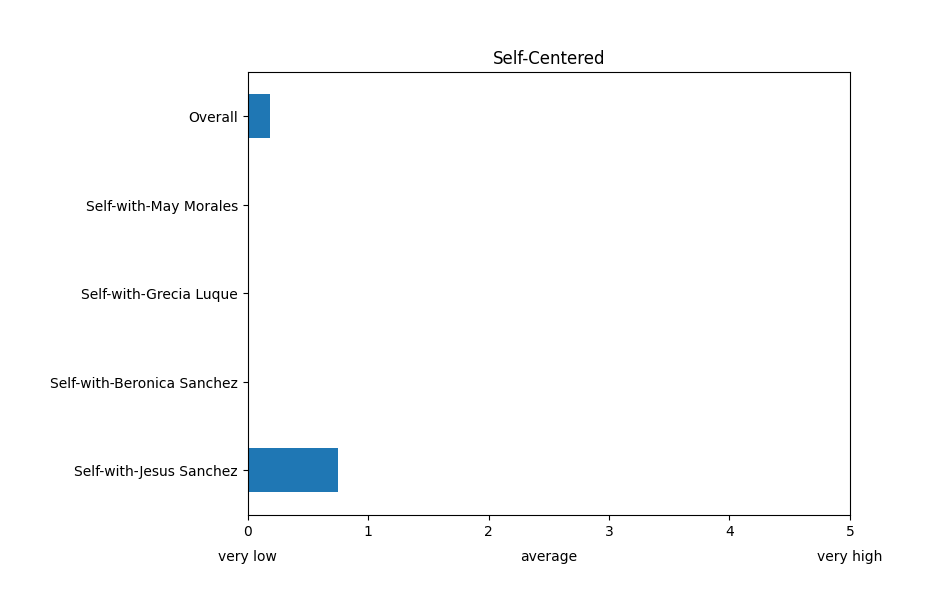 Self-Centered
Overall
Self-with-May Morales
Self-with-Grecia Luque
Self-with-Beronica Sanchez
Self-with-Jesus Sanchez
0 1 2 3 4 5
very low average very high